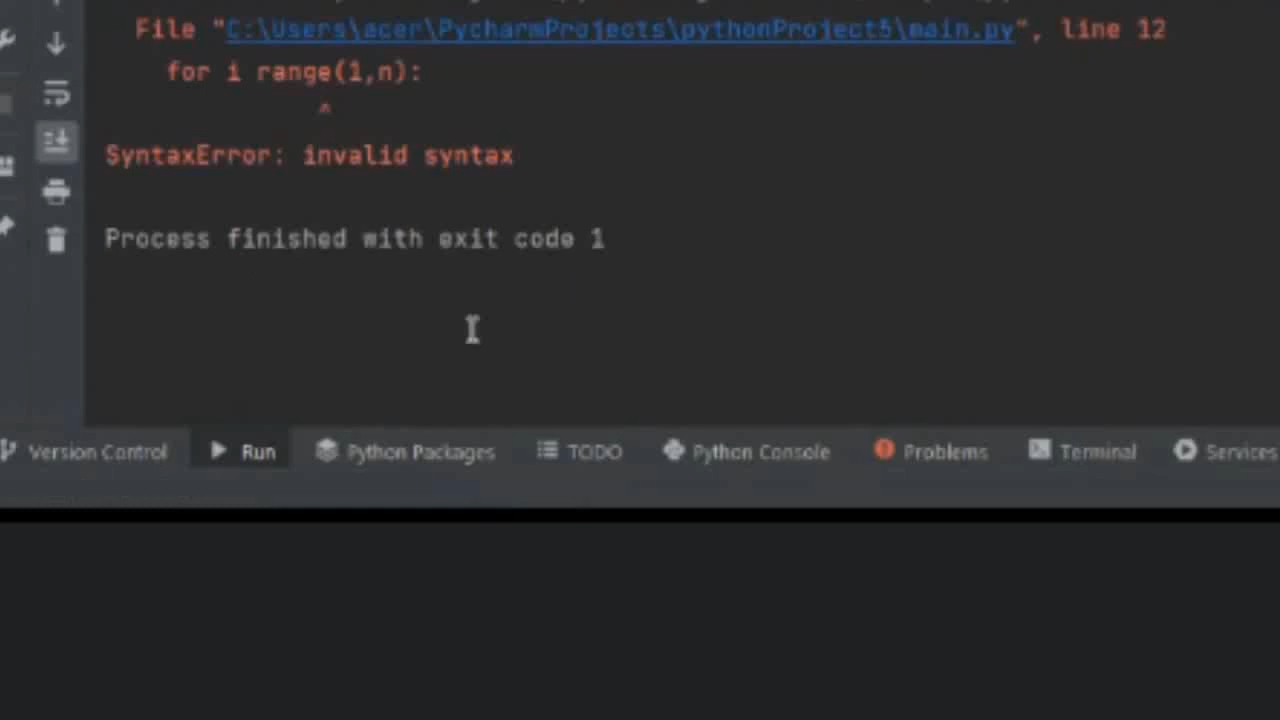 File "C:\Users\acer\PycharmProjects\pythonProject5\main.py", line 12
for i range(1,n):
^
SyntaxError: invalid syntax
Process finished with exit code 1
Version Control Run Python Packages TODO Python Console Problems Terminal Services